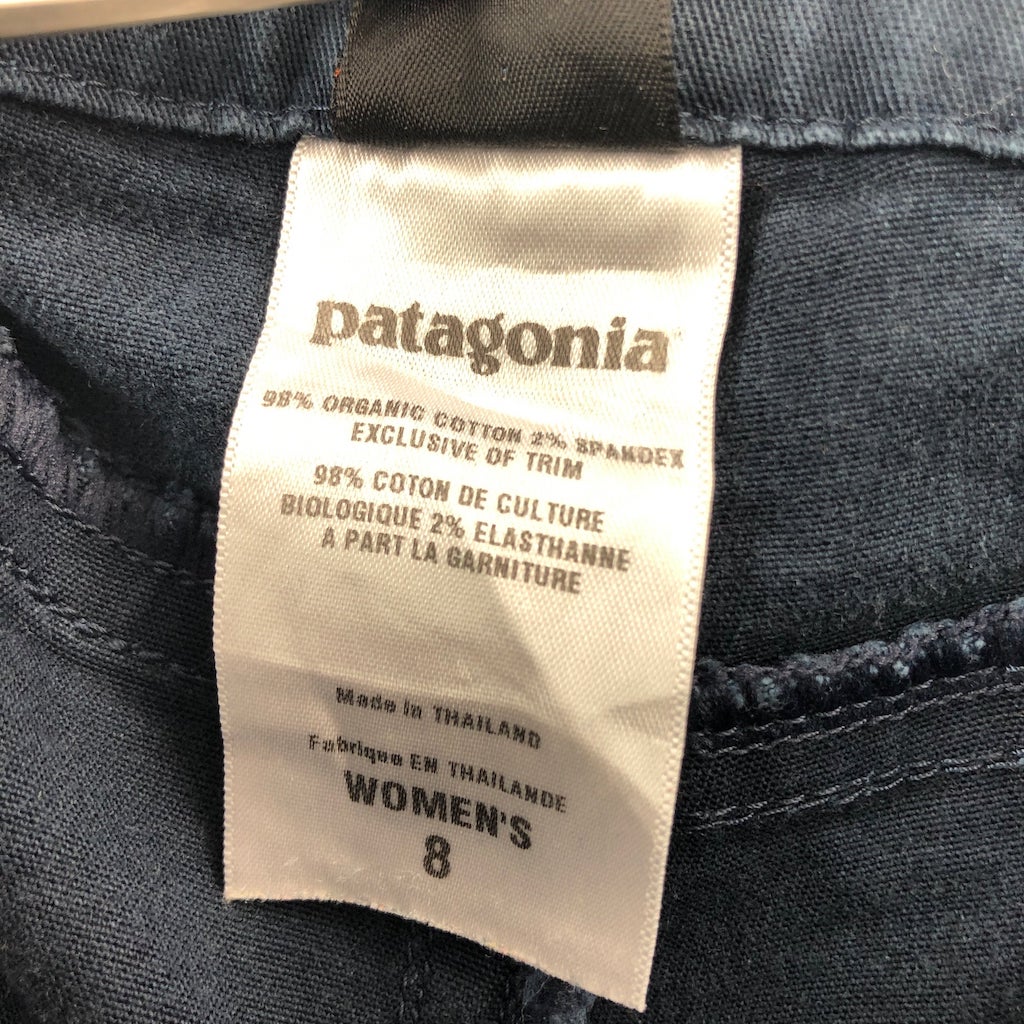 patagonia
98% ORGANIC COTTON 2% SPANDEX
EXCLUSIVE OF TRIM
98% COTON DE CULTURE
BIOLOGIQUE 2% ELASTHANNE
A PART LA GARNITURE
Made in THAILAND
Fabrique EN THAILANDE
WOMEN'S
8